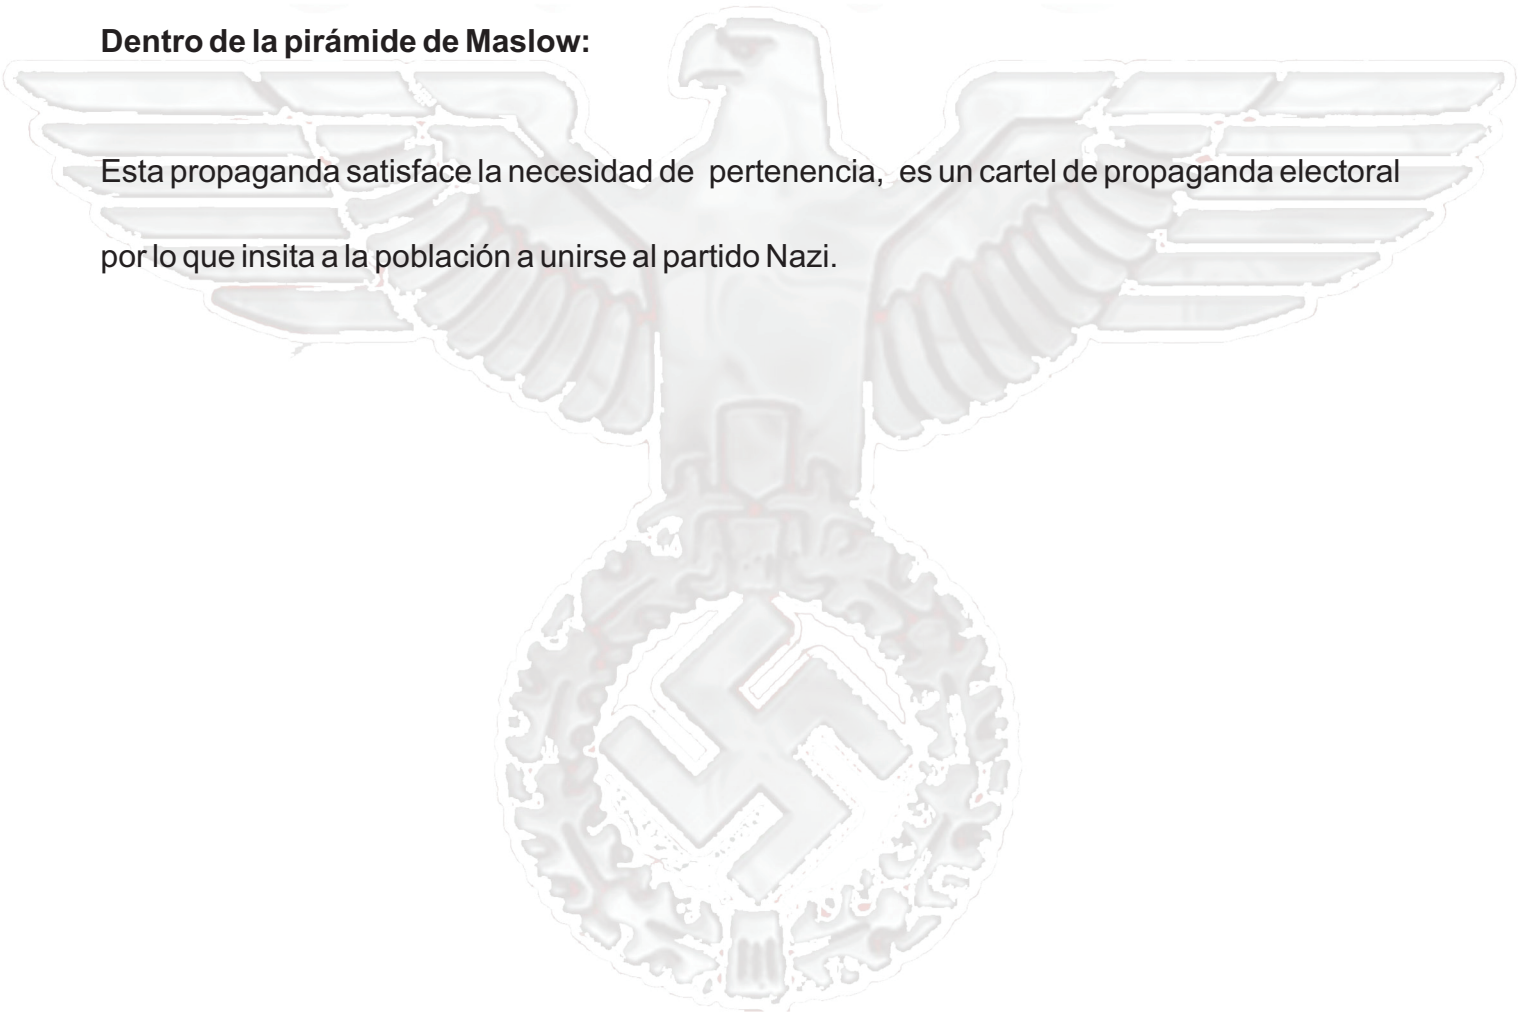 Dentro de la pirámide de Maslow:
Esta propaganda satisface la necesidad de pertenencia, es un cartel de propaganda electoral
por lo que insita a la población a unirse al partido Nazi.